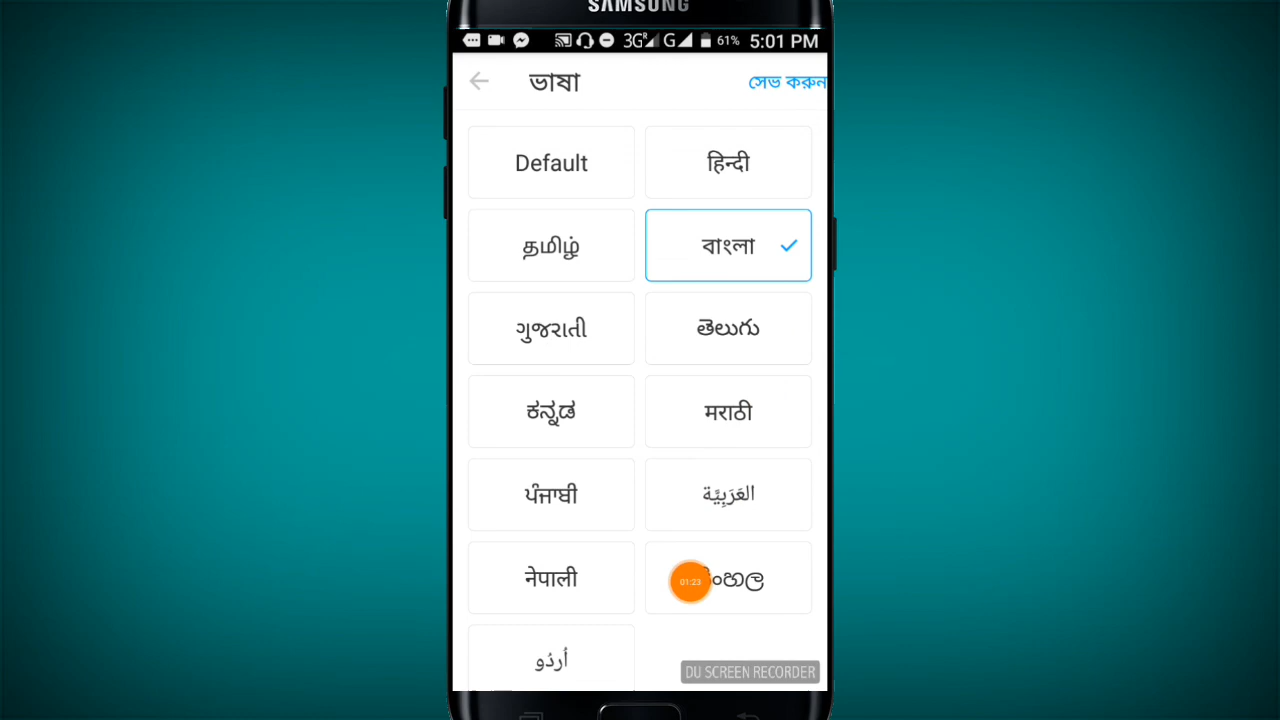 SAMSUNG
3G R G 61% 5:01 PM
ভাষা সেভ করুন
Default हिन्दी
தமிழ் বাংলা
ગુજરાતી తెలుగు
ಕನ್ನಡ मराठी
ਪੰਜਾਬੀ العَرَبِيَّة
नेपाली 01:23
اُردُو
DU SCREEN RECORDER